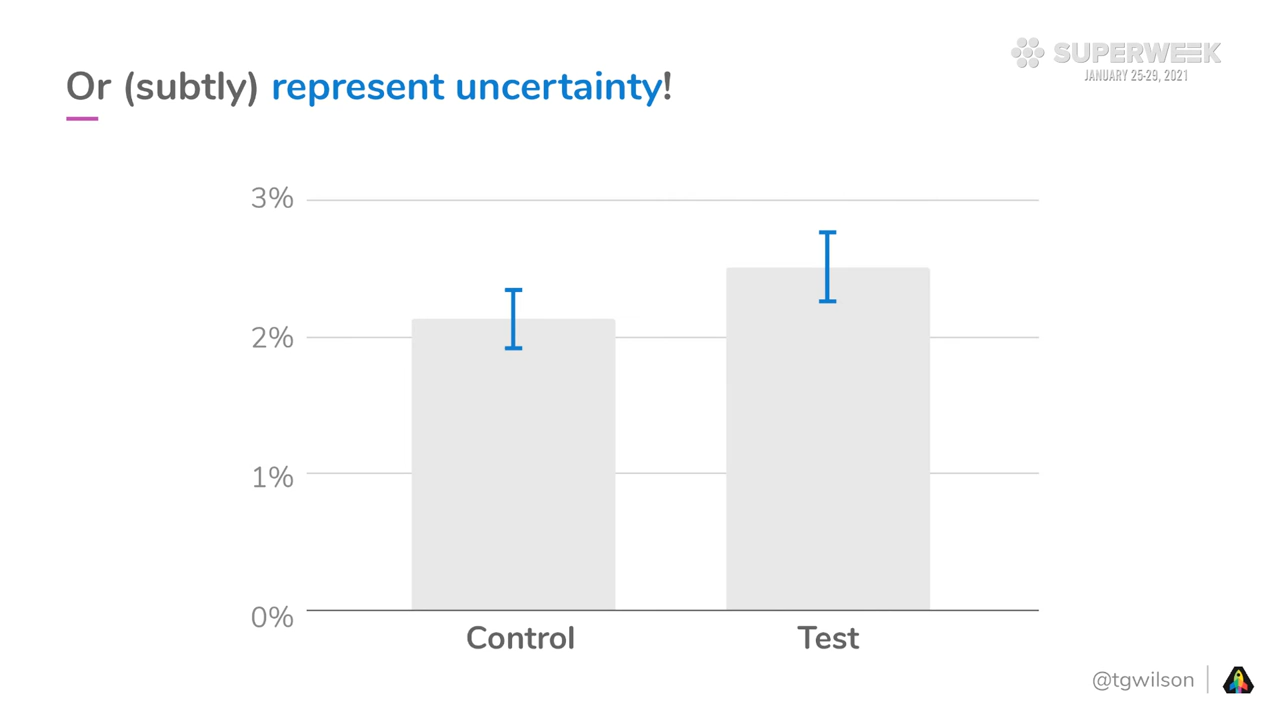 SUPERWEEK
JANUARY 25-29, 2021
Or (subtly) represent uncertainty!
3%
2%
1%
0%
Control
Test
@tgwilson